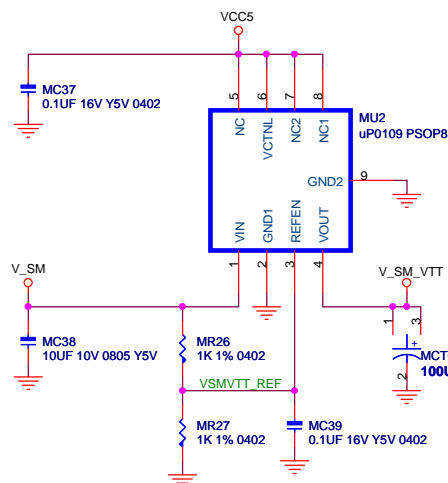 VCC5
MC37
0.1UF 16V Y5V 0402
5
6
7
8
NC
VCTNL
NC2
NC1
MU2
uP0109 PSOP8
GND2
9
VIN
GND1
REFEN
VOUT
1
2
3
4
V_SM
V_SM_VTT
MC38
10UF 10V 0805 Y5V
MR26
1K 1% 0402
1
3
+
2
MCT
100U
VSMVTT_REF
MR27
1K 1% 0402
MC39
0.1UF 16V Y5V 0402